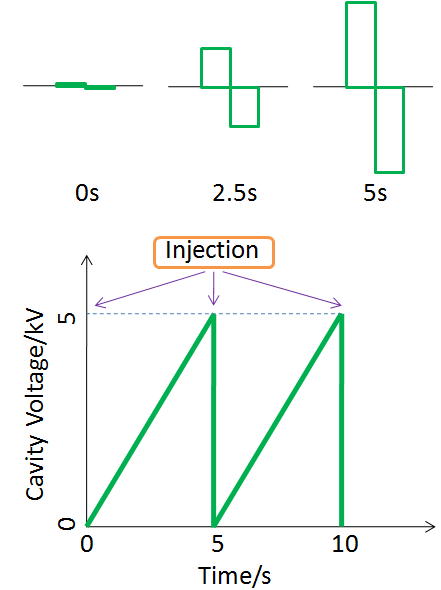 0s
2.5s
5s
Injection
Cavity Voltage/kV
5
0
0
5
10
Time/s